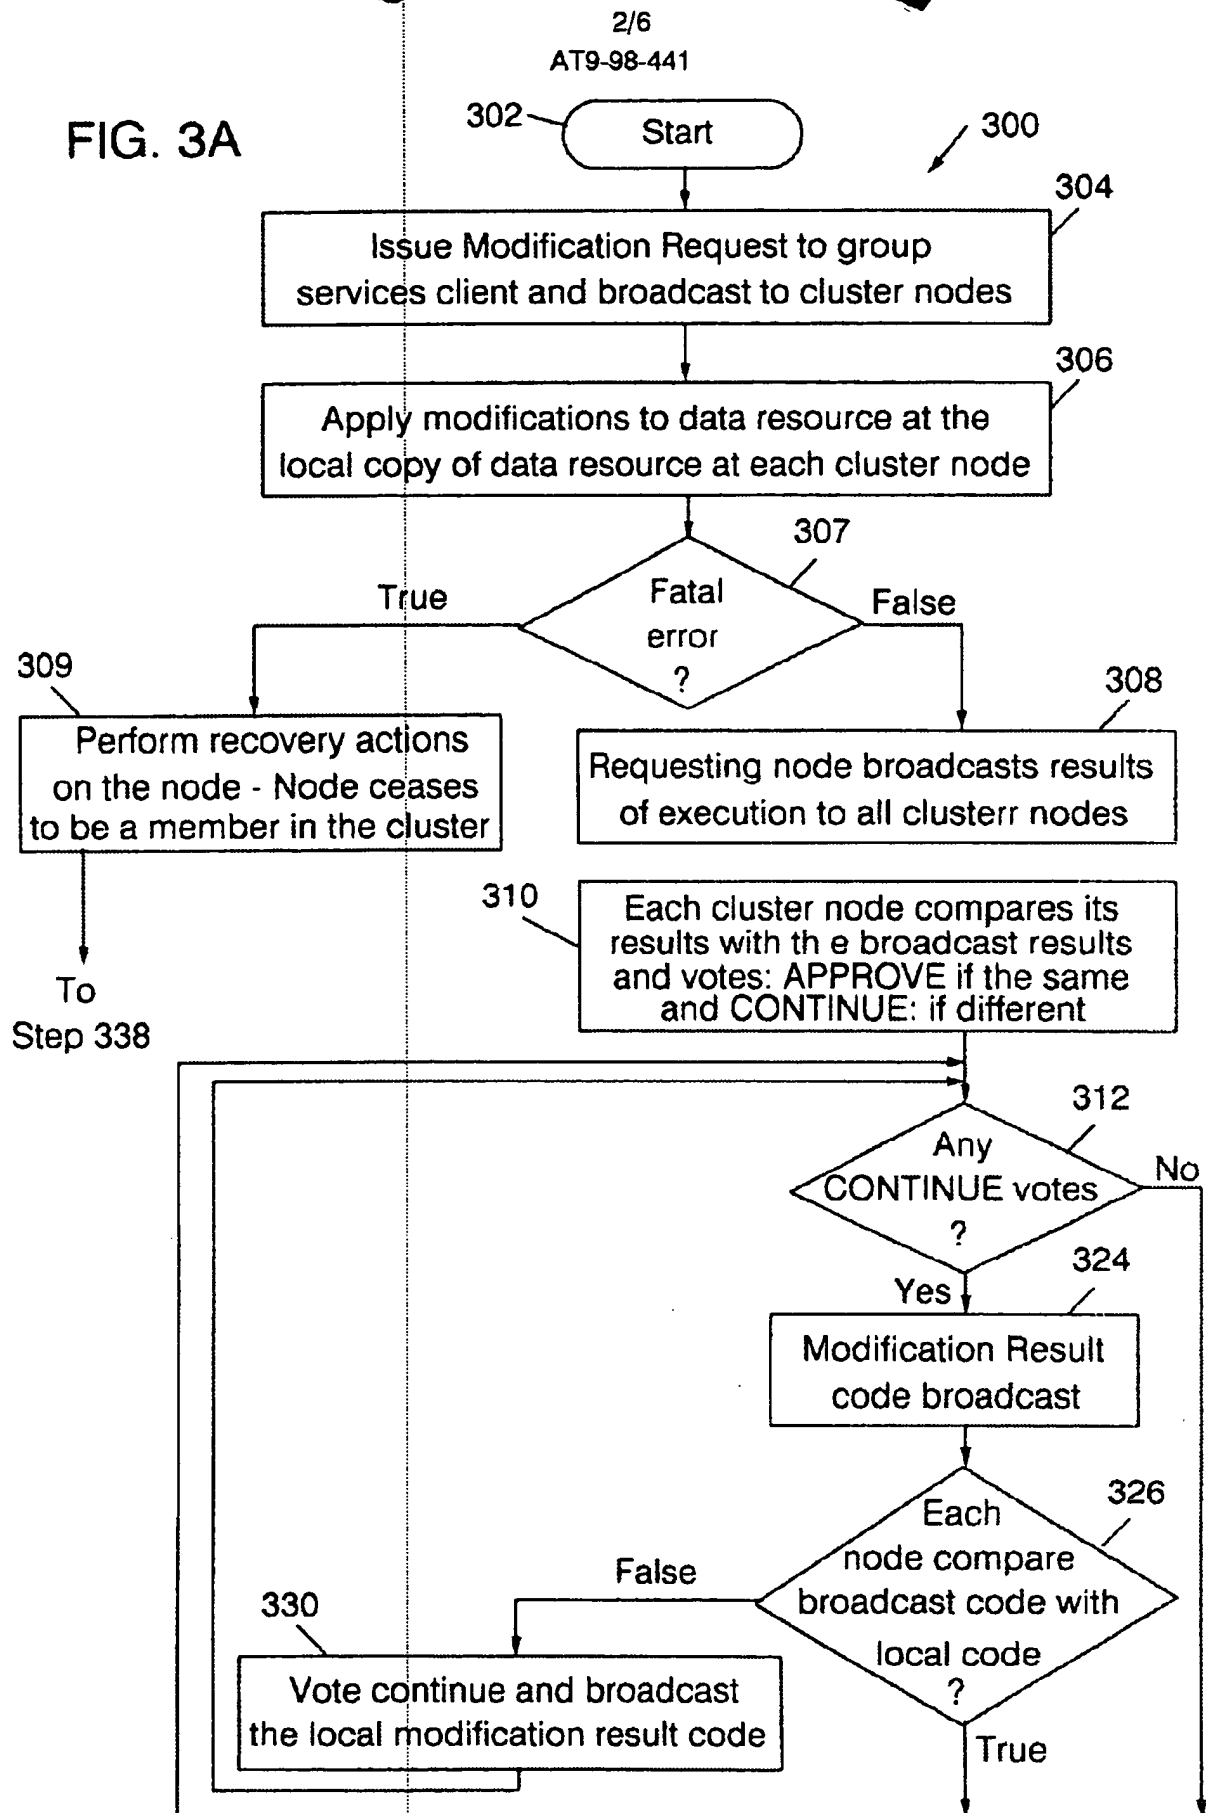 2/6
AT9-98-441
FIG. 3A
302
Start
300
304
Issue Modification Request to group
services client and broadcast to cluster nodes
306
Apply modifications to data resource at the
local copy of data resource at each cluster node
307
Fatal
error
?
True
False
309
308
Perform recovery actions
on the node - Node ceases
to be a member in the cluster
Requesting node broadcasts results
of execution to all clusterr nodes
310
Each cluster node compares its
results with th e broadcast results
and votes: APPROVE if the same
and CONTINUE: if different
To
Step 338
312
Any
CONTINUE votes
?
No
Yes
324
Modification Result
code broadcast
326
Each
node compare
broadcast code with
local code
?
False
True
330
Vote continue and broadcast
the local modification result code